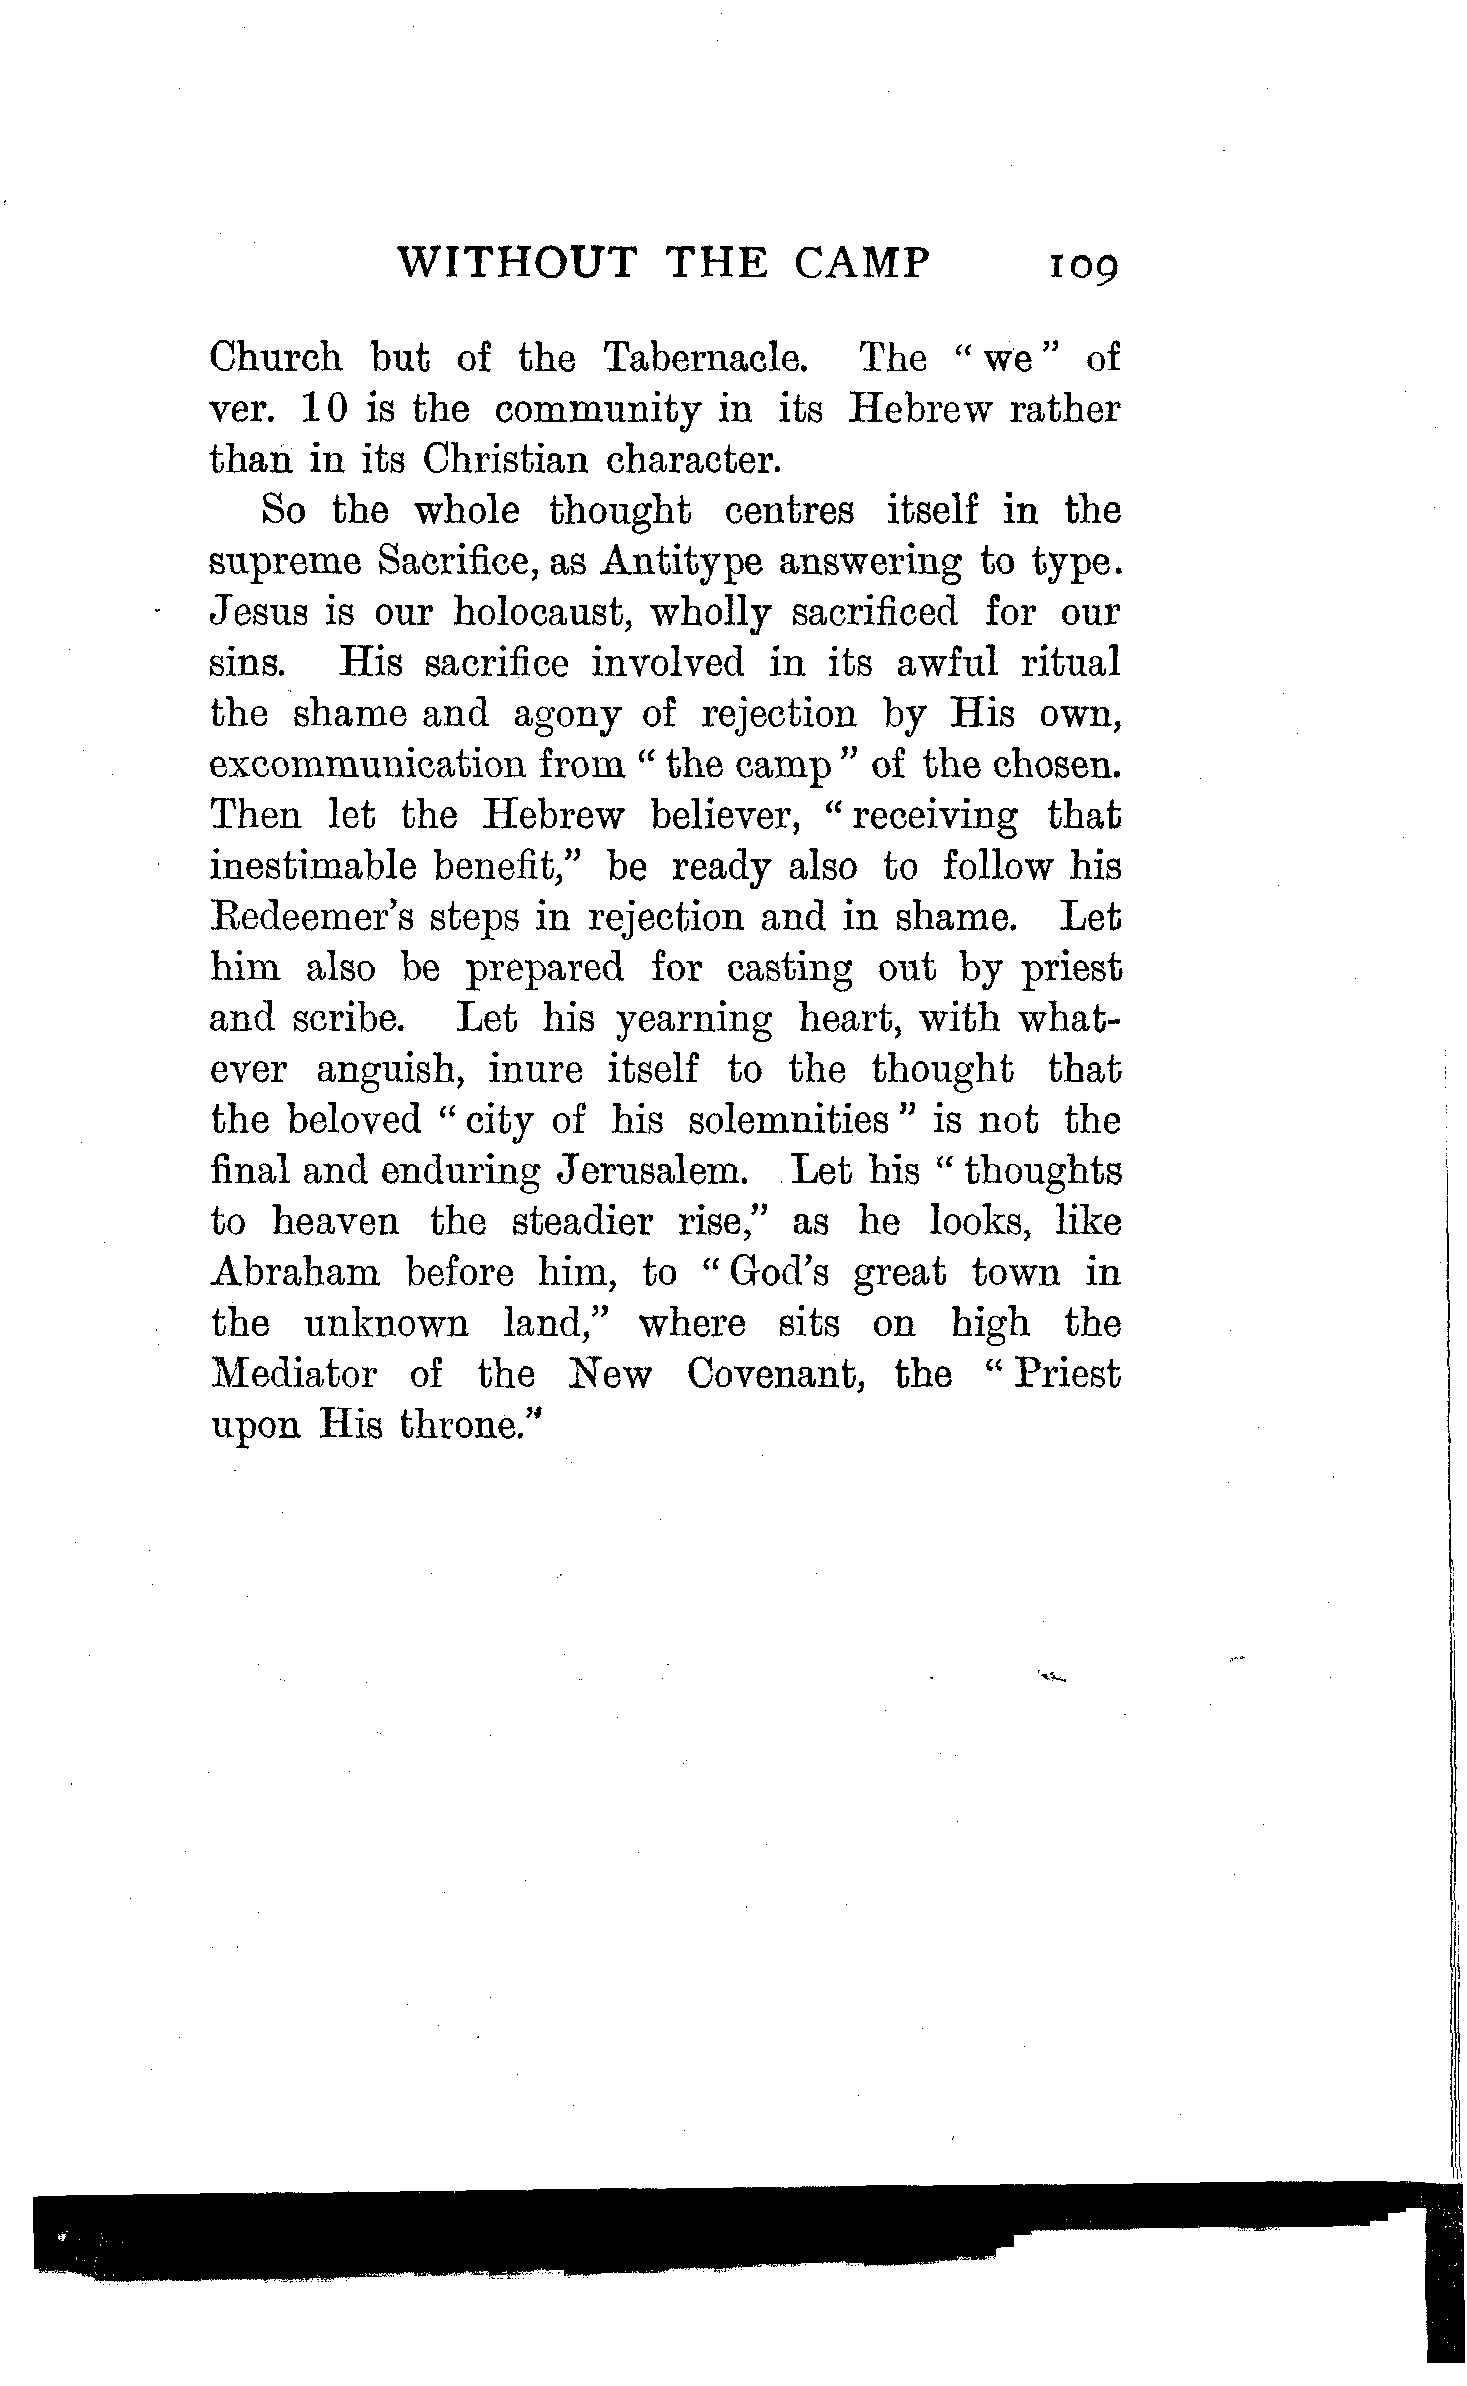 WITHOUT THE CAMP 109
Church but of the Tabernacle. The “ we ” of
ver. 10 is the community in its Hebrew rather
than in its Christian character.
So the whole thought centres itself in the
supreme Sacrifice, as Antitype answering to type.
Jesus is our holocaust, wholly sacrificed for our
sins. His sacrifice involved in its awful ritual
the shame and agony of rejection by His own,
excommunication from “ the camp ” of the chosen.
Then let the Hebrew believer, “ receiving that
inestimable benefit,” be ready also to follow his
Redeemer's steps in rejection and in shame. Let
him also be prepared for casting out by priest
and scribe. Let his yearning heart, with what-
ever anguish, inure itself to the thought that
the beloved “ city of his solemnities ” is not the
final and enduring Jerusalem. Let his “ thoughts
to heaven the steadier rise,” as he looks, like
Abraham before him, to “ God's great town in
the unknown land,” where sits on high the
Mediator of the New Covenant, the “ Priest
upon His throne.”